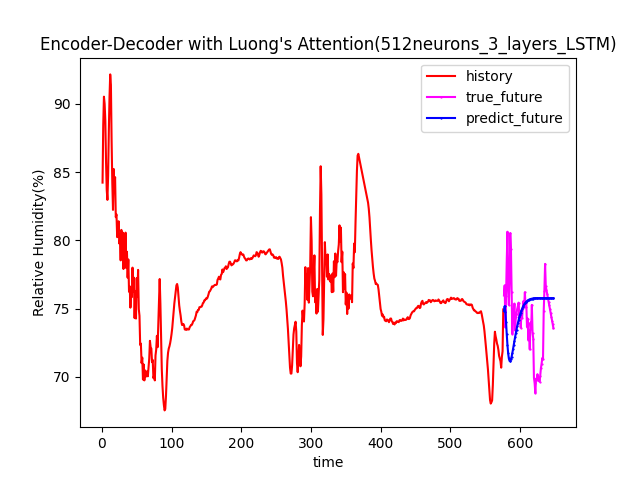 Encoder-Decoder with Luong's Attention(512neurons_3_layers_LSTM)
history
true_future
predict_future
90
85
80
75
70
Relative Humidity(%)
0 100 200 300 400 500 600
time